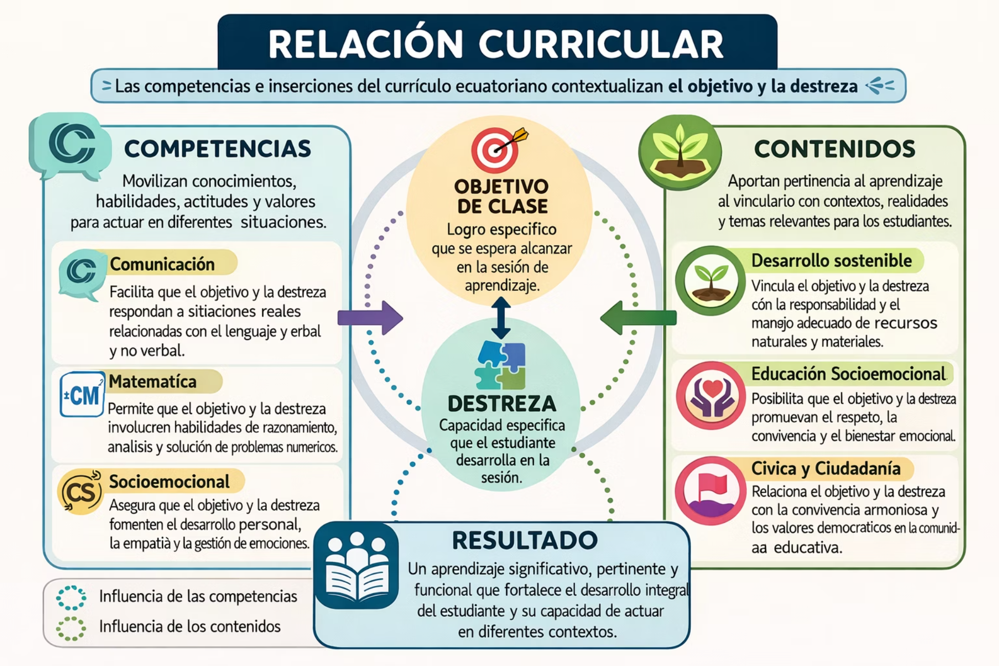 RELACIÓN CURRICULAR
Las competencias e inserciones del currículo ecuatoriano contextualizan el objetivo y la destreza
COMPETENCIAS
Movilizan conocimientos,
habilidades, actitudes y valores
para actuar en diferentes situaciones.
Comunicación
Facilita que el objetivo y la destreza
respondan a sitiaciones reales
relacionadas con el lenguaje y erbal
y no verbal.
±CM²
Matematíca
Permite que el objetivo y la destreza
involucren habilidades de razonamiento,
analisis y solución de problemas numericos.
CS
Socioemocional
Asegura que el objetivo y la destreza
fomenten el desarrollo personal,
la empatià y la gestión de emociones.
Influencia de las competencias
Influencia de los contenidos
OBJETIVO
DE CLASE
Logro especifico
que se espera alcanzar
en la sesión de
aprendizaje.
DESTREZA
Capacidad especifica
que el estudiante
desarrolla en la
sesión.
RESULTADO
Un aprendizaje significativo, pertinente y
funcional que fortalece el desarrollo integral
del estudiante y su capacidad de actuar
en diferentes contextos.
CONTENIDOS
Aportan pertinencia al aprendizaje
al vinculario con contextos, realidades
y temas relevantes para los estudiantes.
Desarrollo sostenible
Vincula el objetivo y la destreza
cón la responsabilidad y el
manejo adecuado de recursos
naturales y materiales.
Educación Socioemocional
Posibilita que el objetivo y la destreza
promuevan el respeto, la
convivencia y el bienestar emocional.
Civica y Ciudadanía
Relaciona el objetivo y la destreza
con la convivencia armoniosa y
los valores democraticos en la comunid-
aa educativa.